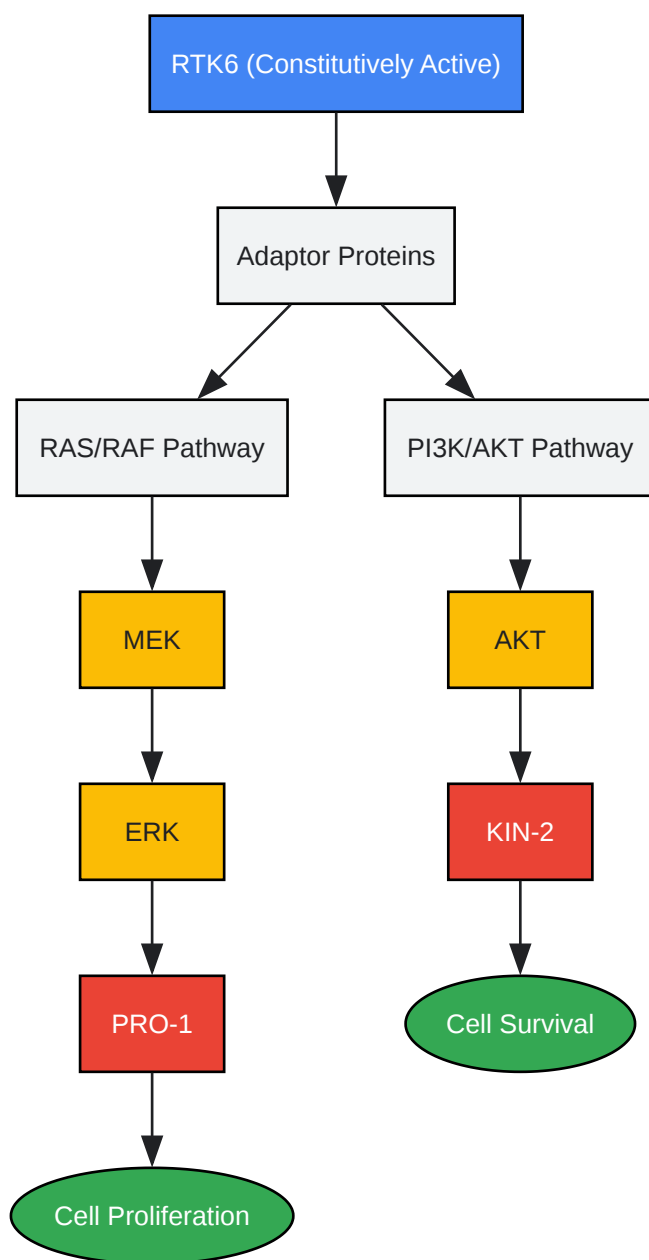 RTK6 (Constitutively Active)
Adaptor Proteins
RAS/RAF Pathway
PI3K/AKT Pathway
MEK
AKT
ERK
KIN-2
PRO-1
Cell Survival
Cell Proliferation